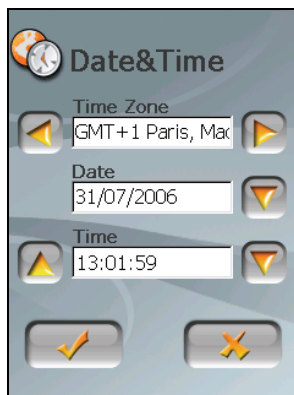 Date&Time
Time Zone
GMT+1 Paris, Mad
Date
31/07/2006
Time
13:01:59